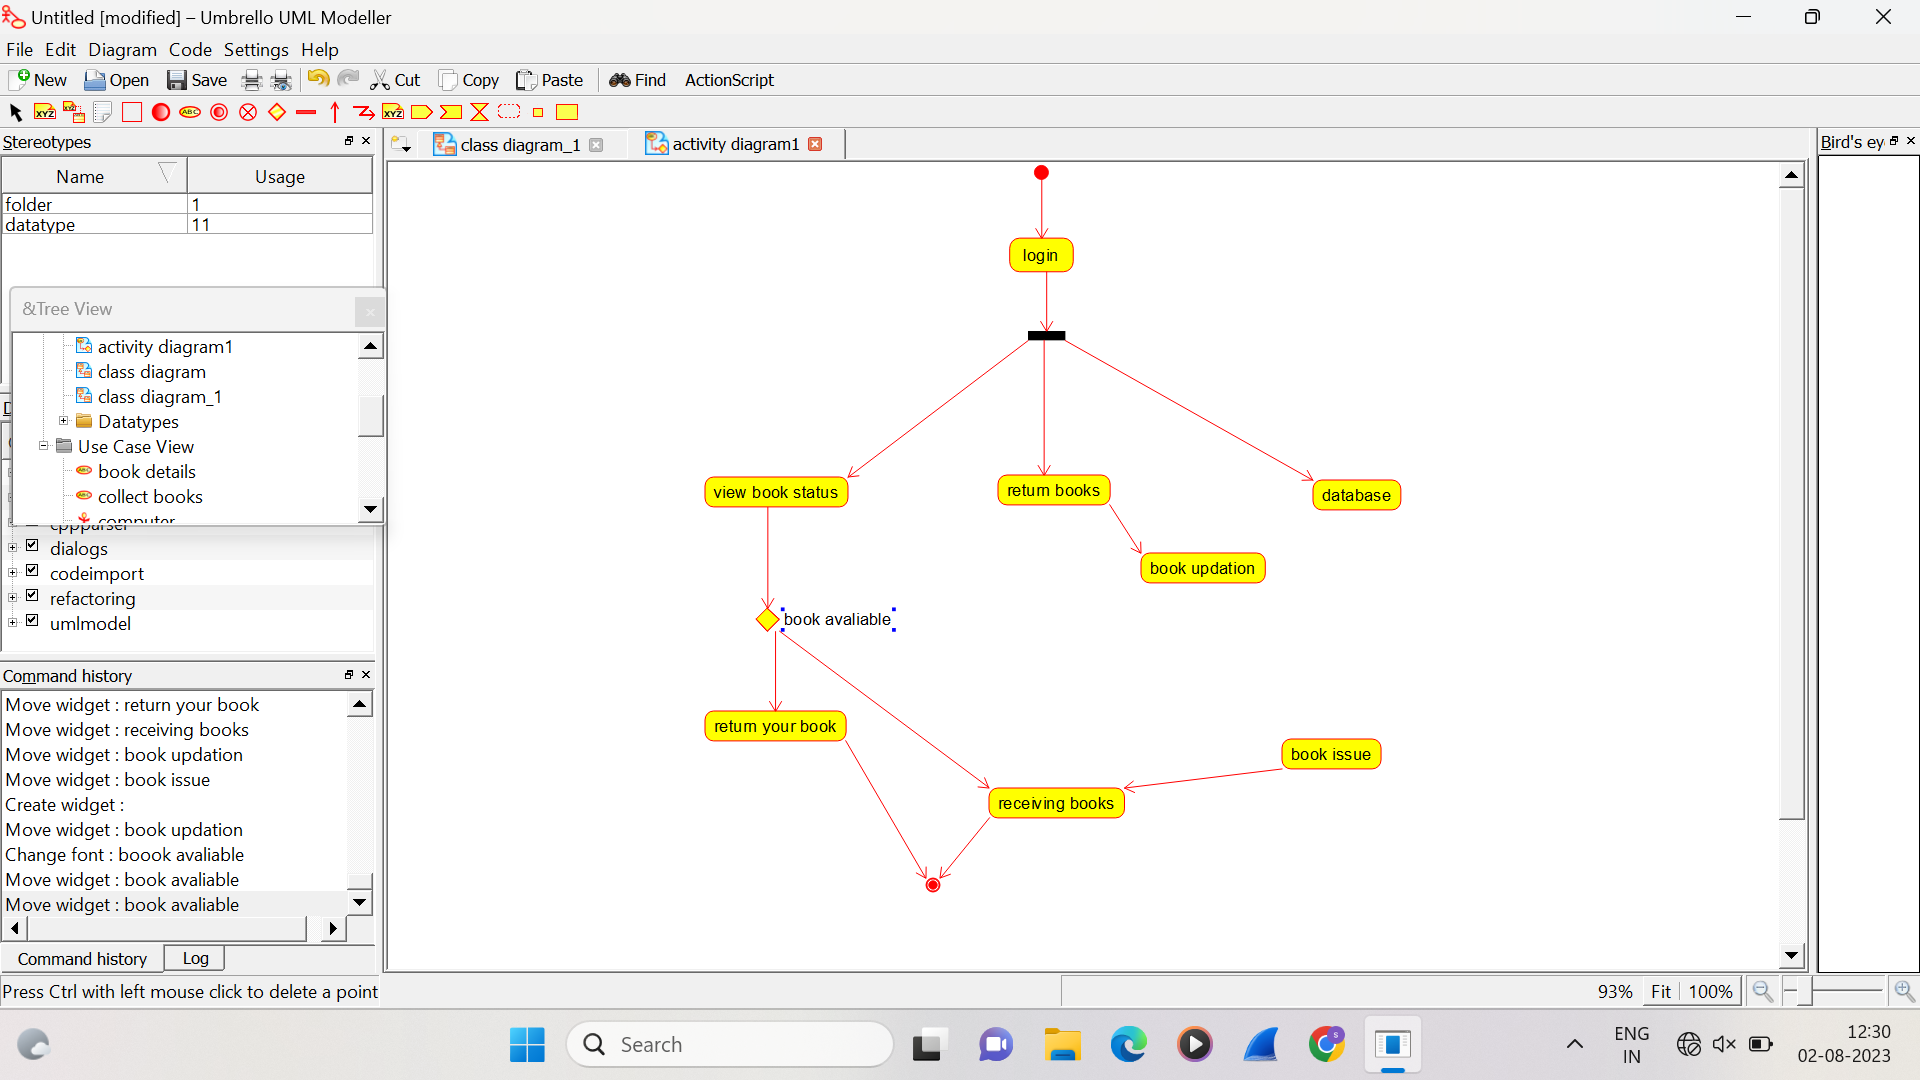 Untitled [modified] – Umbrello UML Modeller
File Edit Diagram Code Settings Help
New Open Save Cut Copy Paste Find ActionScript
Stereotypes
Name Usage
folder 1
datatype 11
&Tree View
activity diagram1
class diagram
class diagram_1
Datatypes
Use Case View
book details
collect books
computer
cppparser
dialogs
codeimport
refactoring
umlmodel
Command history
Move widget : return your book
Move widget : receiving books
Move widget : book updation
Move widget : book issue
Create widget :
Move widget : book updation
Change font : boook avaliable
Move widget : book avaliable
Move widget : book avaliable
Command history Log
Press Ctrl with left mouse click to delete a point
class diagram_1 activity diagram1
login
view book status
return books
database
book updation
book avaliable
return your book
book issue
receiving books
Bird's ey
93% Fit 100%
Search
ENG
IN
12:30
02-08-2023